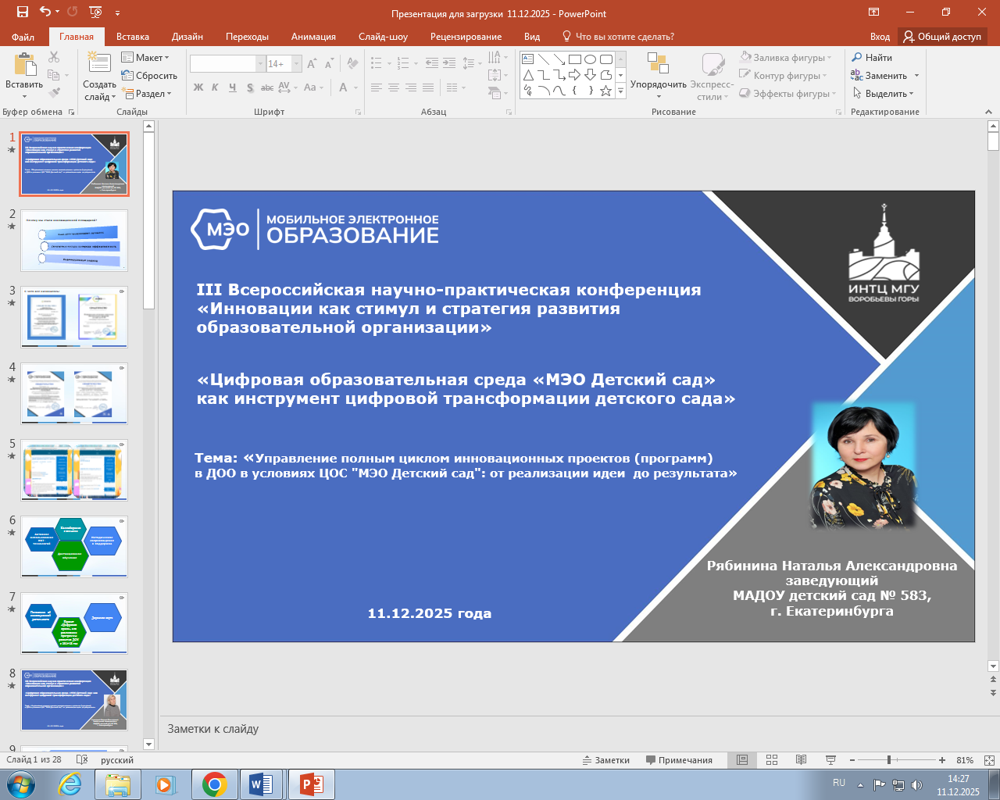 Презентация для загрузки 11.12.2025 - PowerPoint
Файл
Главная
Вставка
Дизайн
Переходы
Анимация
Слайд-шоу
Рецензирование
Вид
Что вы хотите сделать?
Вход
Общий доступ
Вставить
Создать слайд
Макет
Сбросить
Раздел
14+
Ж К Ч S abc AV Aa A
Упорядочить
Экспресс-стили
Заливка фигуры
Контур фигуры
Эффекты фигуры
Найти
Заменить
Выделить
Буфер обмена
Слайды
Шрифт
Абзац
Рисование
Редактирование
1
2
3
4
5
6
7
8
9
МЭО
МОБИЛЬНОЕ ЭЛЕКТРОННОЕ
ОБРАЗОВАНИЕ
ИНТЦ МГУ
ВОРОБЬЕВЫ ГОРЫ
III Всероссийская научно-практическая конференция
«Инновации как стимул и стратегия развития
образовательной организации»
«Цифровая образовательная среда «МЭО Детский сад»
как инструмент цифровой трансформации детского сада»
Тема: «Управление полным циклом инновационных проектов (программ)
в ДОО в условиях ЦОС "МЭО Детский сад": от реализации идеи до результата»
Рябинина Наталья Александровна
заведующий
МАДОУ детский сад № 583,
г. Екатеринбурга
11.12.2025 года
Заметки к слайду
Слайд 1 из 28
русский
Заметки
Примечания
81%
RU
14:27
11.12.2025